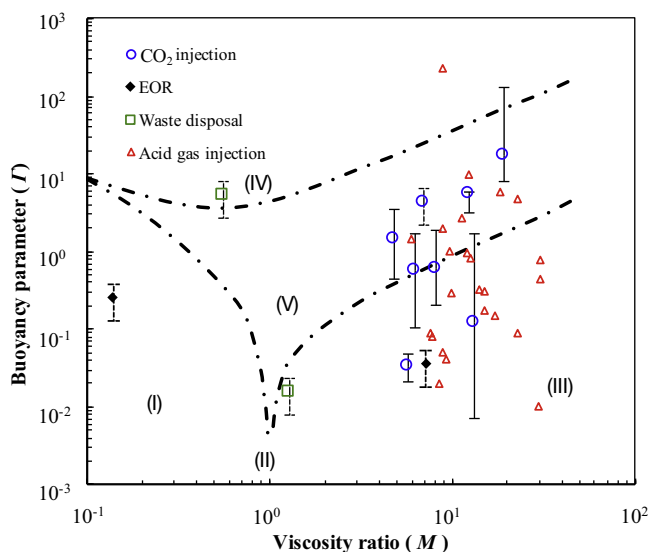 10³
CO₂ injection
EOR
Waste disposal
Acid gas injection
10²
10¹
10⁰
10⁻¹
10⁻²
10⁻³
Buoyancy parameter (Γ)
(IV)
(V)
(I)
(II)
(III)
10⁻¹
10⁰
10¹
10²
Viscosity ratio (M)